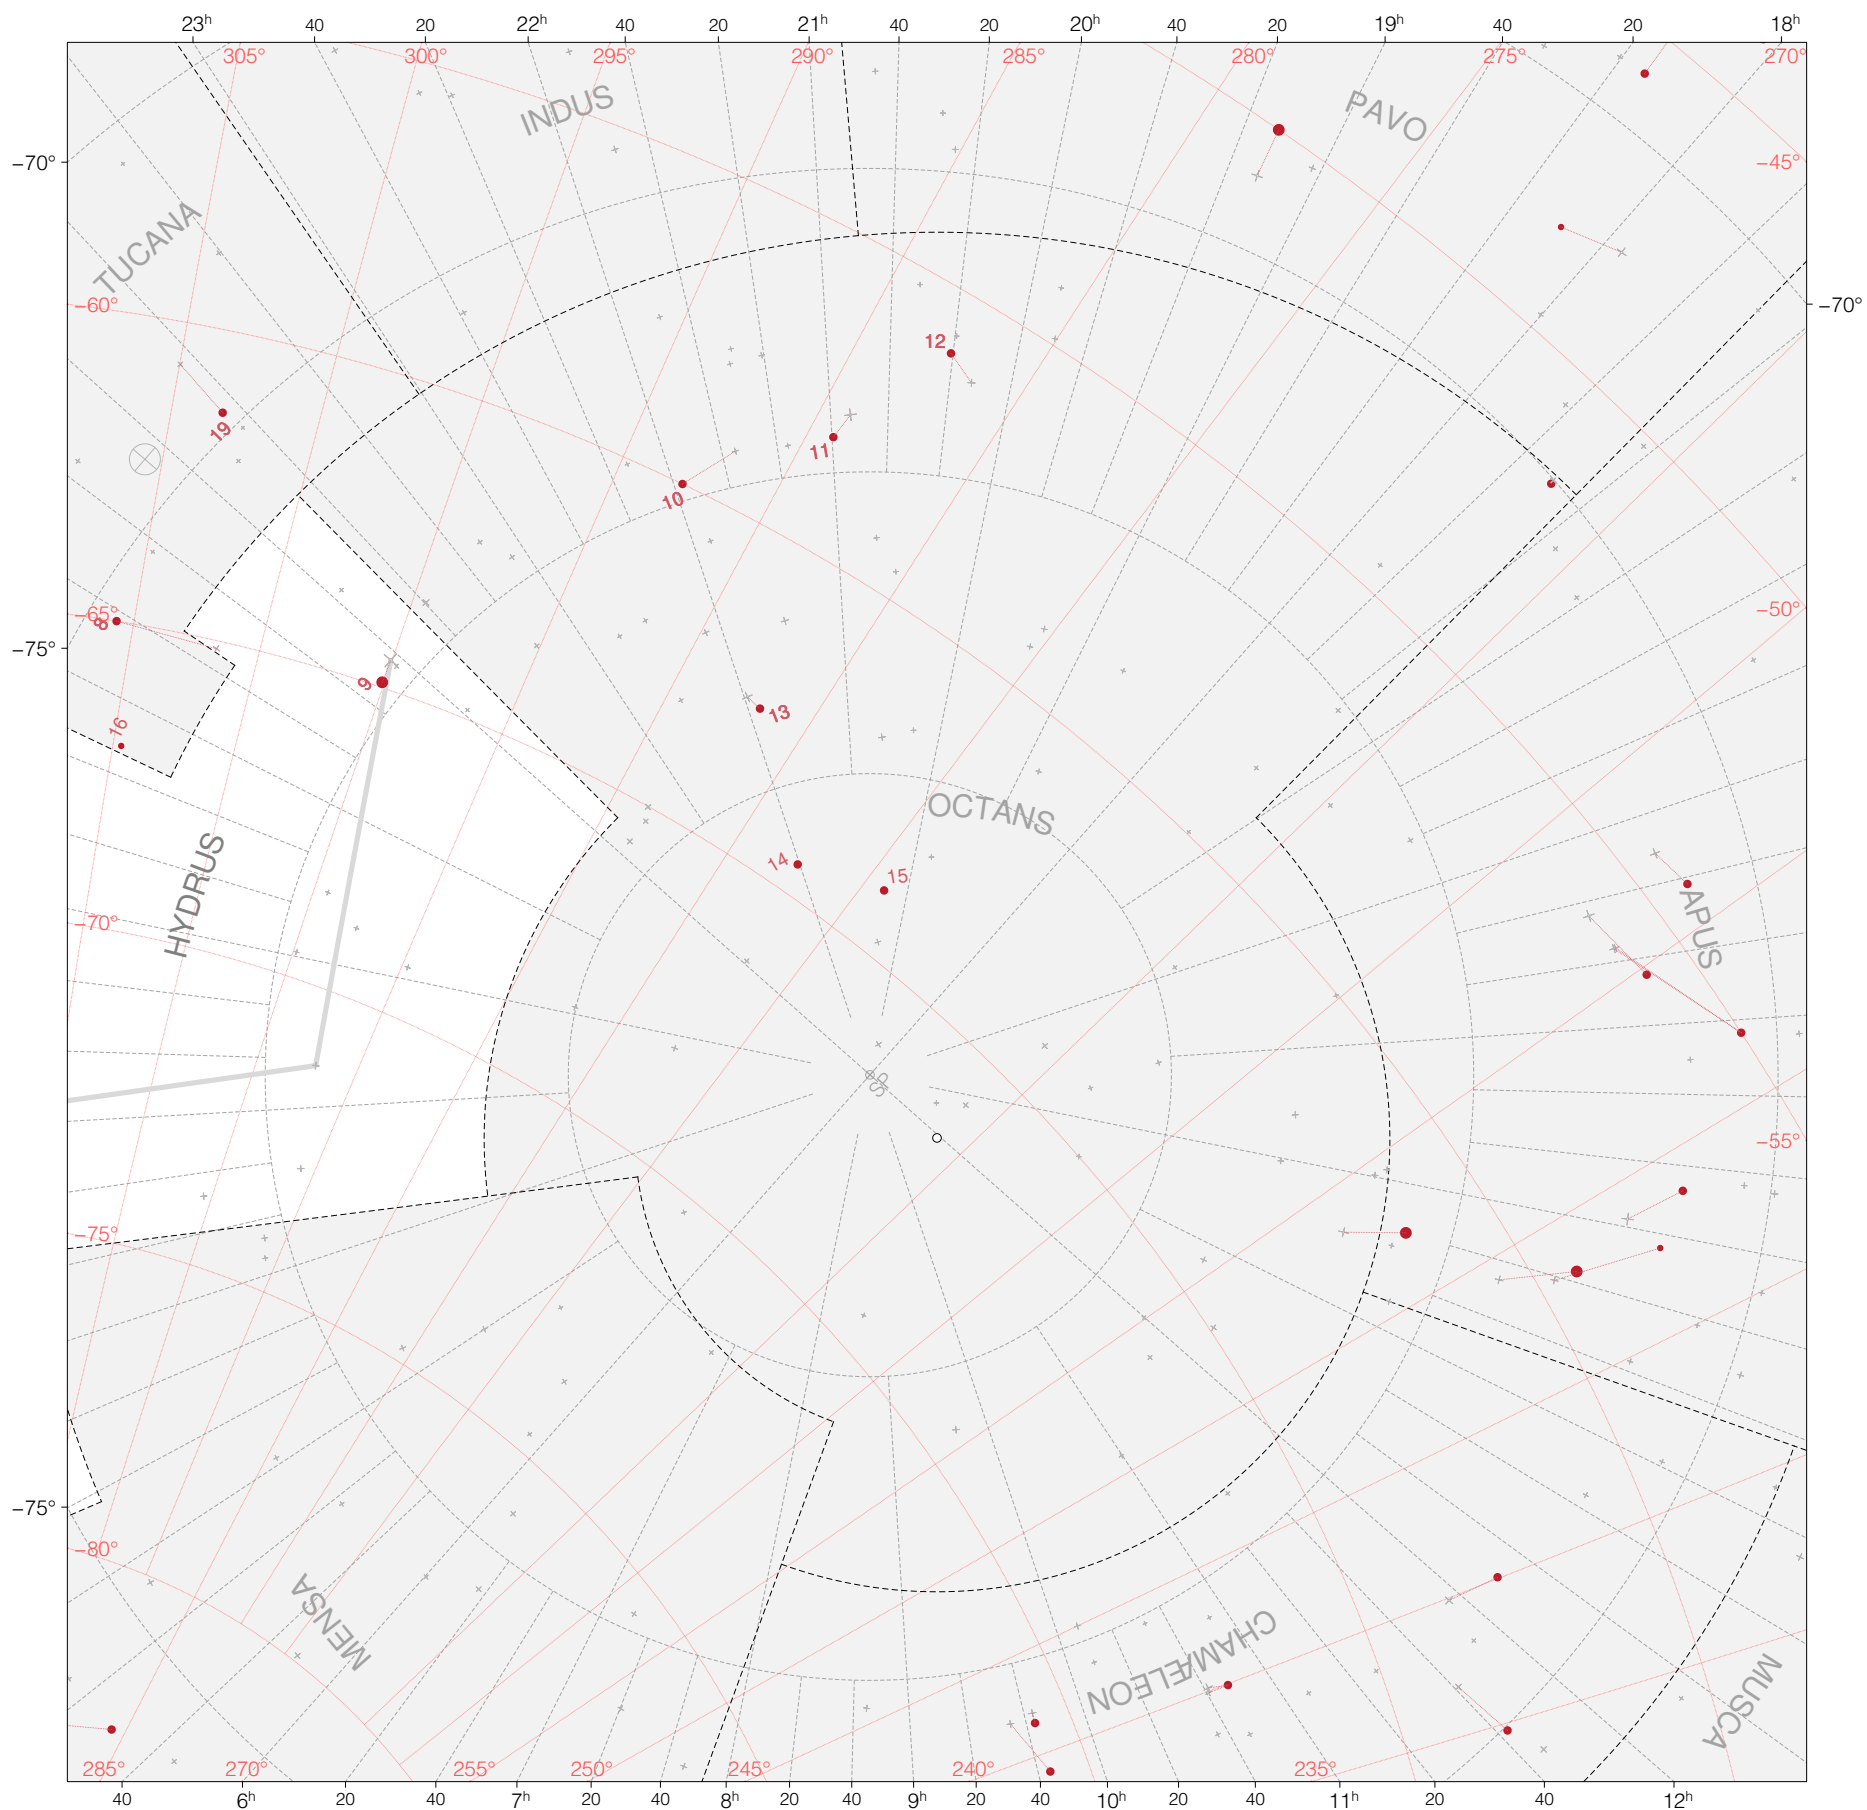 23h 40 20 22h 40 20 21h 40 20 20h 40 20 19h 40 20 18h
305° 300° 295° 290° 285° 280° 275° 270°
INDUS
PAVO
−70° −45°
TUCANA
−60° −70°
12
19
11
10
8 −65° −50°
−75°
9
13
16
OCTANS
14
15
HYDRUS
APUS
−70°
SP
−55°
−75°
−75°
−80°
MENSA
CHAMÆLEON
MUSCA
285° 270° 255° 250° 245° 240° 235°
40 6h 20 40 7h 20 40 8h 20 40 9h 20 40 10h 20 40 11h 20 40 12h